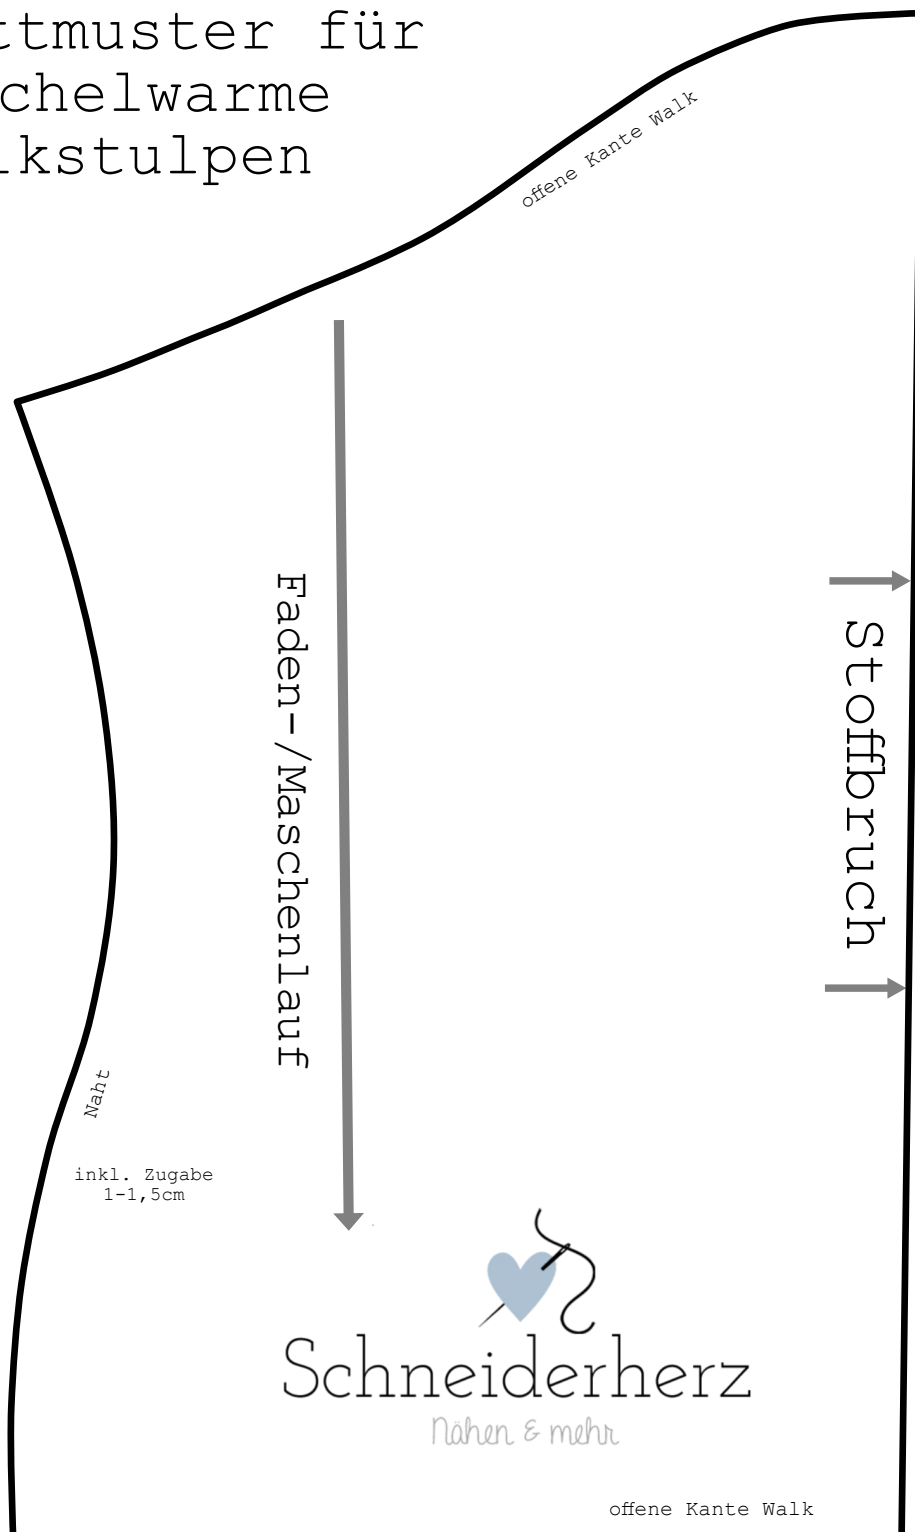 ttmuster für
chelwarme
lkstulpen
offene Kante Walk
Faden-/Maschenlauf
Stoffbruch
Naht
inkl. Zugabe
1-1,5cm
Schneiderherz
Nähen & mehr
offene Kante Walk